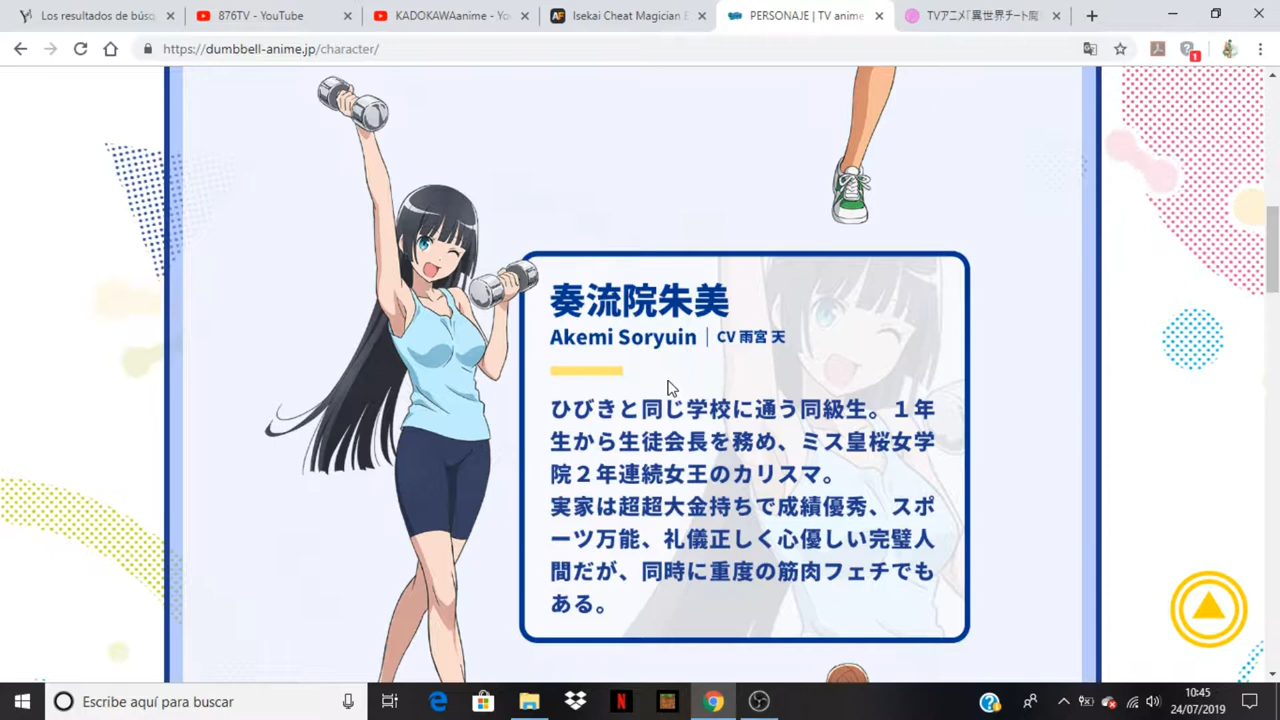 Los resultados de búsq
876TV - YouTube
KADOKAWAanime - Yo
Isekai Cheat Magician E
PERSONAJE | TV anime
TVアニメ「異世界チート魔
https://dumbbell-anime.jp/character/
1
奏流院朱美
Akemi Soryuin | CV 雨宮 天
ひびきと同じ学校に通う同級生。１年
生から生徒会長を務め、ミス皇桜女学
院２年連続女王のカリスマ。
実家は超超大金持ちで成績優秀、スポ
ーツ万能、礼儀正しく心優しい完璧人
間だが、同時に重度の筋肉フェチでも
ある。
Escribe aquí para buscar
10:45
24/07/2019